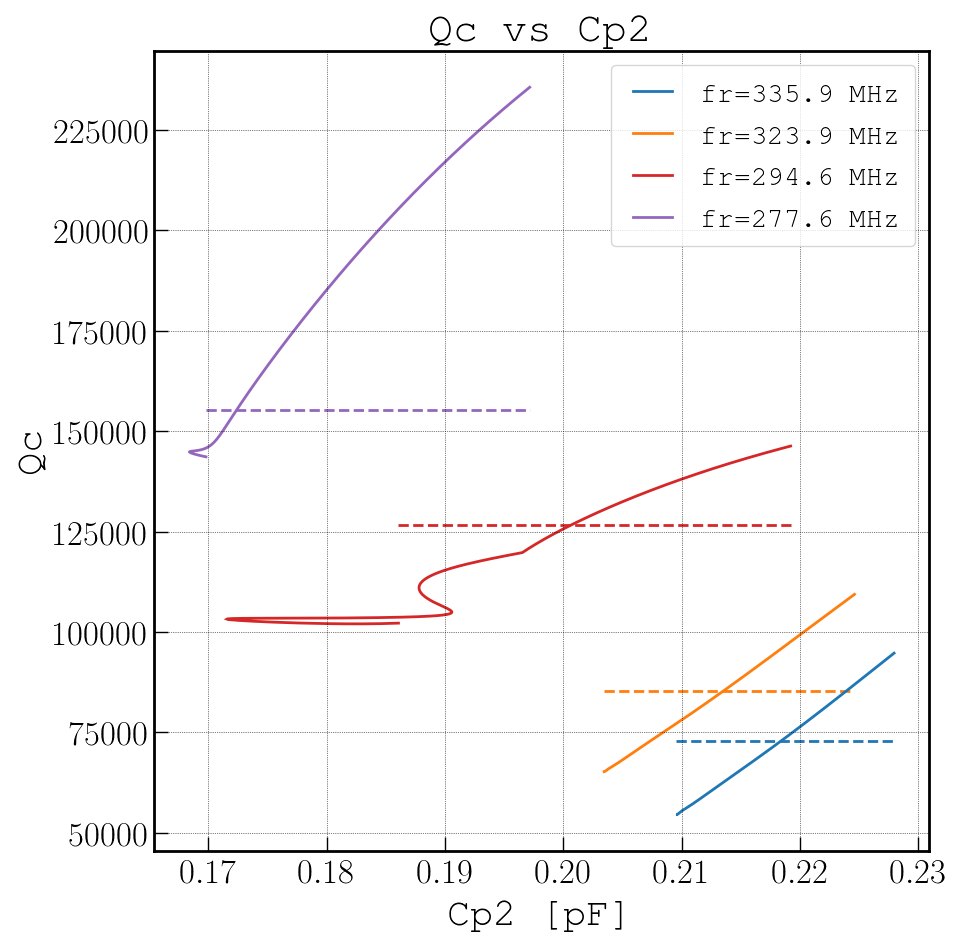 Qc vs Cp2
fr=335.9 MHz
fr=323.9 MHz
fr=294.6 MHz
fr=277.6 MHz
Qc
225000
200000
175000
150000
125000
100000
75000
50000
0.17 0.18 0.19 0.20 0.21 0.22 0.23
Cp2 [pF]